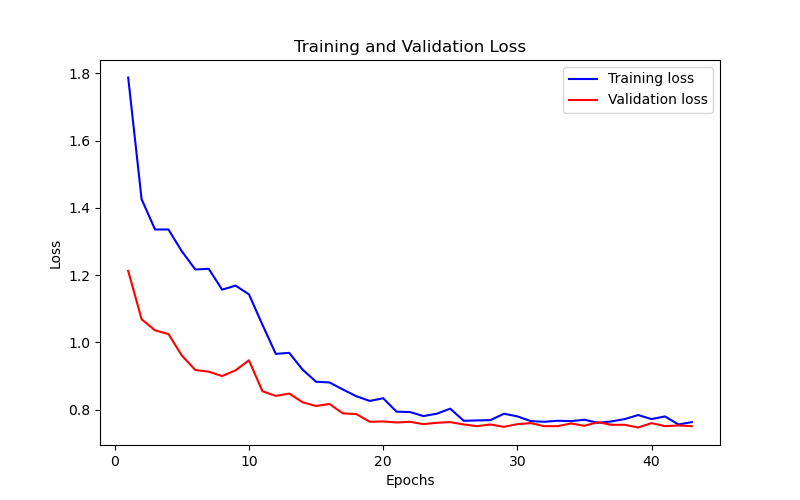 Training and Validation Loss
Training loss
Validation loss
1.8
1.6
1.4
1.2
1.0
0.8
Loss
0 10 20 30 40
Epochs